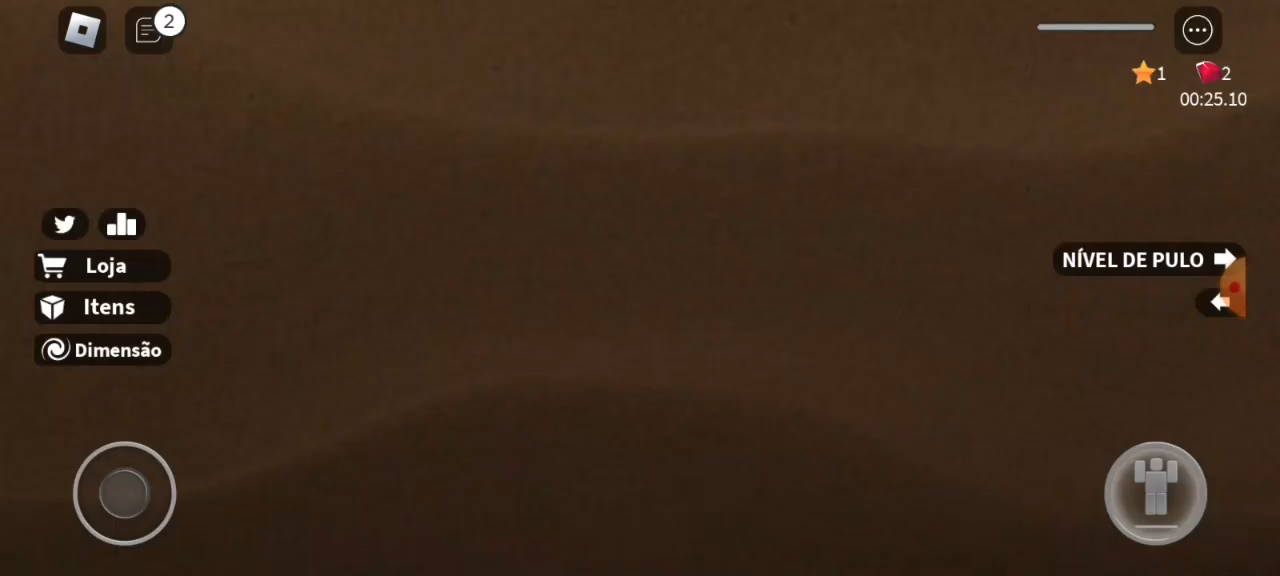 2
1
2
00:25.10
Loja
NÍVEL DE PULO
Itens
Dimensão